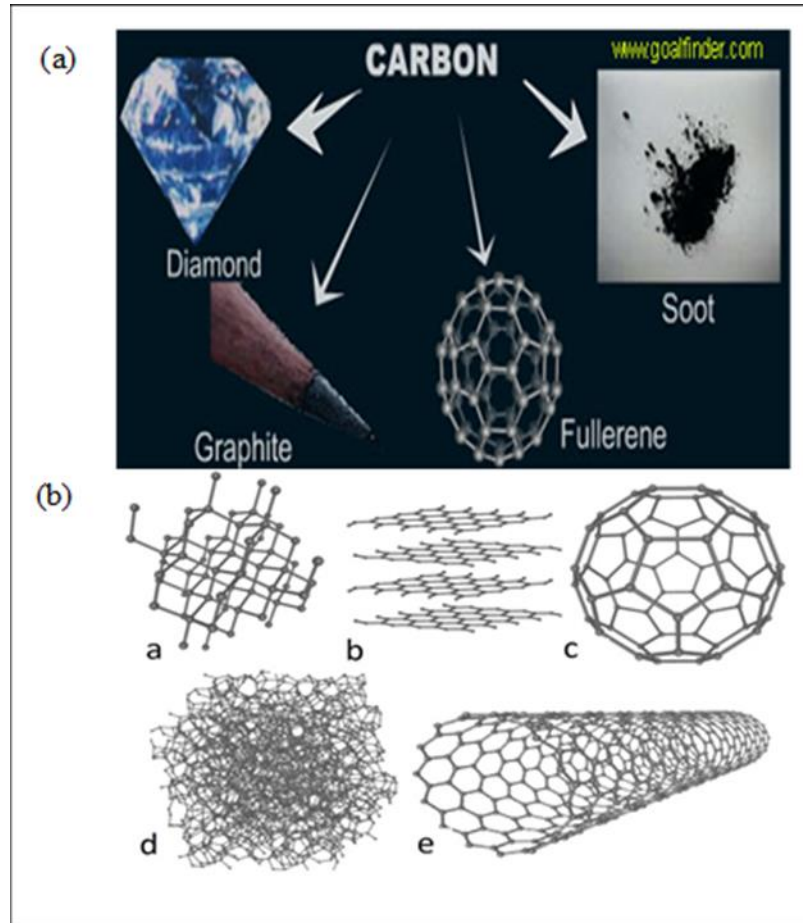 (a)
CARBON
www.goalfinder.com
Diamond
Soot
Graphite
Fullerene
(b)
a
b
c
d
e